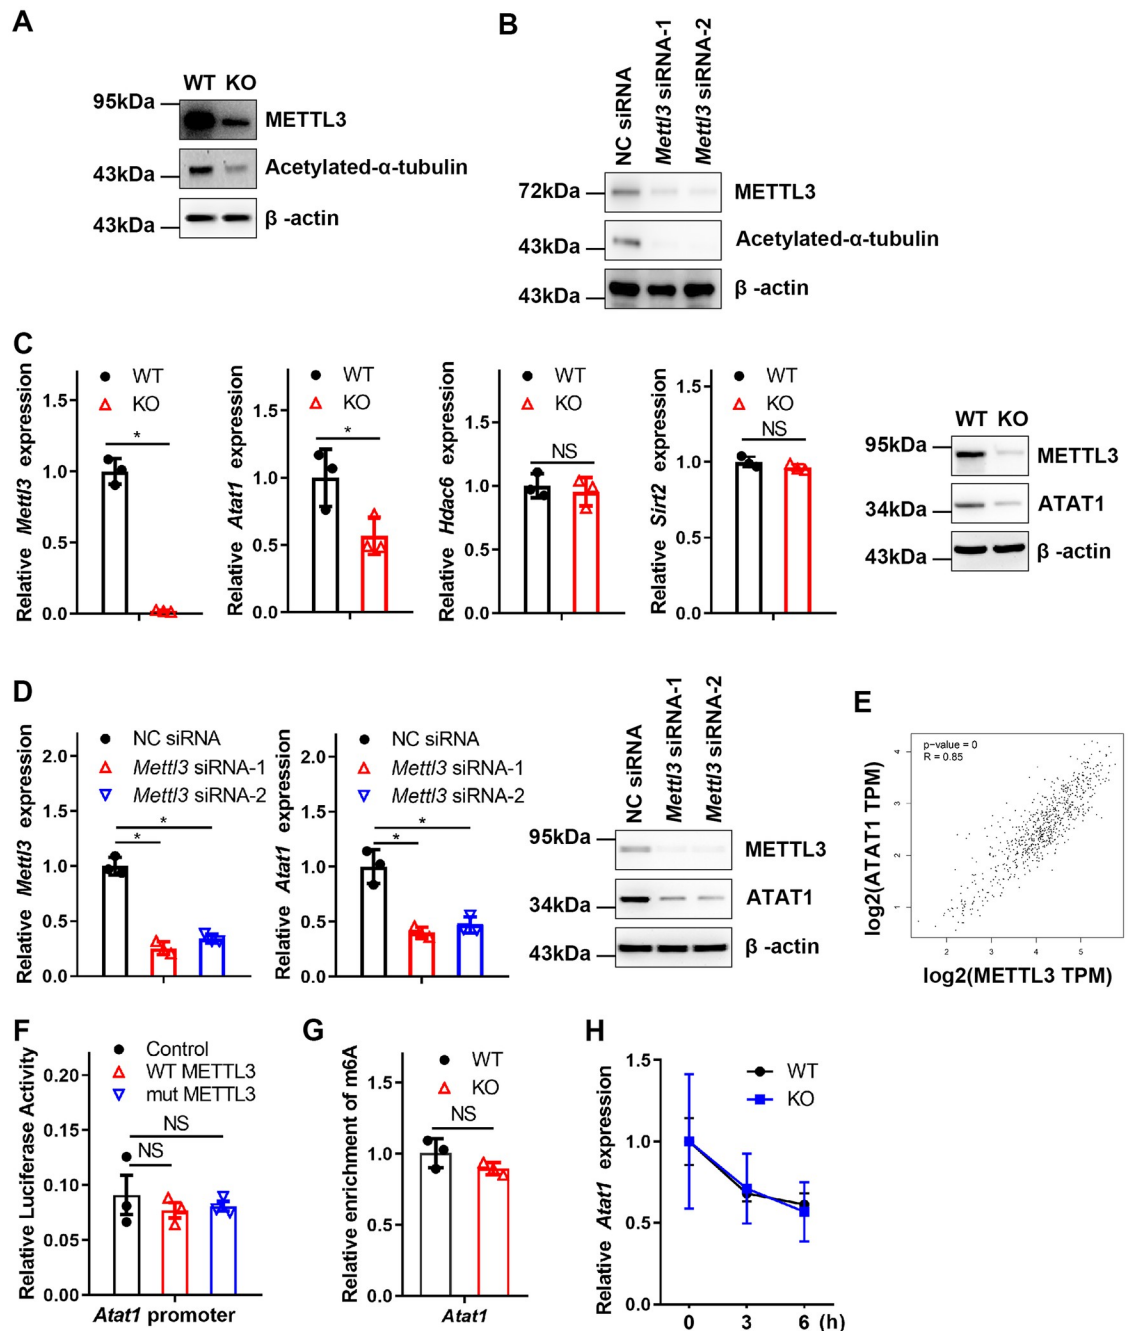 A
WT KO
95kDa
METTL3
43kDa
Acetylated-α-tubulin
43kDa
β -actin
B
NC siRNA
Mettl3 siRNA-1
Mettl3 siRNA-2
72kDa
METTL3
43kDa
Acetylated-α-tubulin
43kDa
β -actin
C
Relative Mettl3 expression
1.5
1.0
0.5
0.0
WT
KO
*
Relative Atat1 expression
1.5
1.0
0.5
0.0
WT
KO
*
Relative Hdac6 expression
1.5
1.0
0.5
0.0
WT
KO
NS
Relative Sirt2 expression
1.5
1.0
0.5
0.0
WT
KO
NS
WT KO
95kDa
METTL3
34kDa
ATAT1
43kDa
β -actin
D
Relative Mettl3 expression
2.0
1.5
1.0
0.5
0.0
NC siRNA
Mettl3 siRNA-1
Mettl3 siRNA-2
*
*
Relative Atat1 expression
2.0
1.5
1.0
0.5
0.0
NC siRNA
Mettl3 siRNA-1
Mettl3 siRNA-2
*
*
NC siRNA
Mettl3 siRNA-1
Mettl3 siRNA-2
95kDa
METTL3
34kDa
ATAT1
43kDa
β -actin
E
p-value = 0
R = 0.85
log2(ATAT1 TPM)
4
3
2
1
2 3 4 5
log2(METTL3 TPM)
F
Relative Luciferase Activity
0.20
0.15
0.10
0.05
0.00
Control
WT METTL3
mut METTL3
NS
NS
Atat1 promoter
G
Relative enrichment of m6A
1.5
1.0
0.5
0.0
WT
KO
NS
Atat1
H
Relative Atat1 expression
1.5
1.0
0.5
0.0
WT
KO
0 3 6 (h)